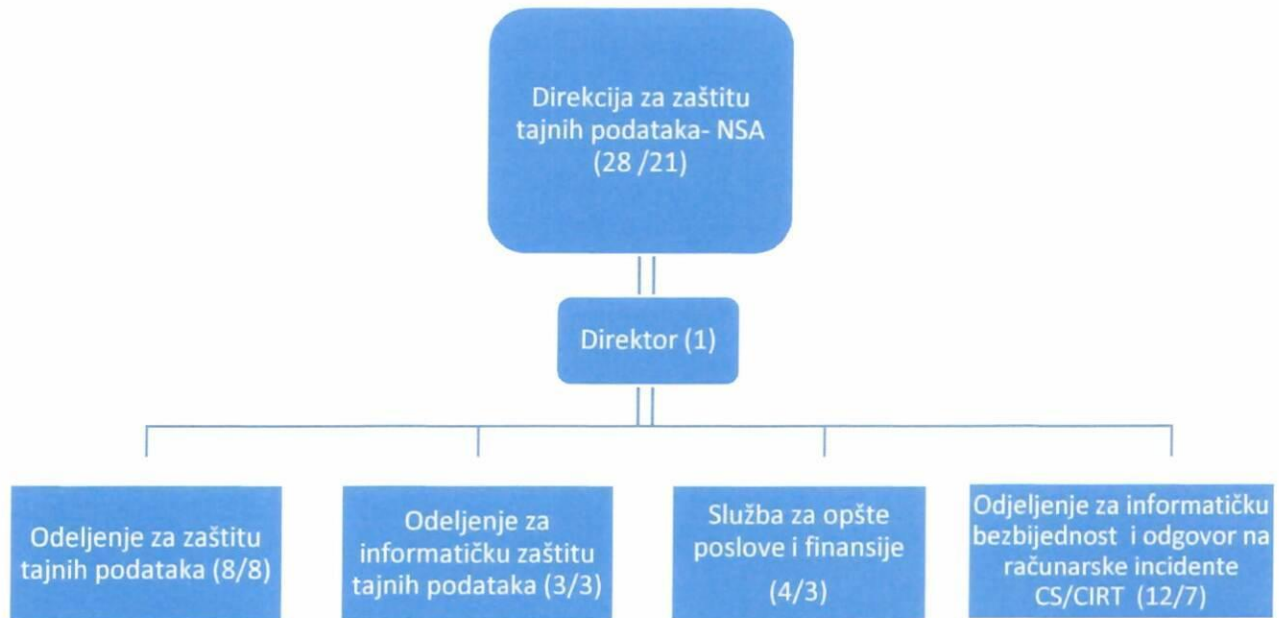 Direkcija za zaštitu
tajnih podataka- NSA
(28 /21)
Direktor (1)
Odeljenje za zaštitu
tajnih podataka (8/8)
Odeljenje za
informatičku zaštitu
tajnih podataka (3/3)
Služba za opšte
poslove i finansije
(4/3)
Odjeljenje za informatičku
bezbijednost i odgovor na
računarske incidente
CS/CIRT (12/7)